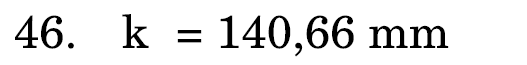 46. k = 140,66 mm